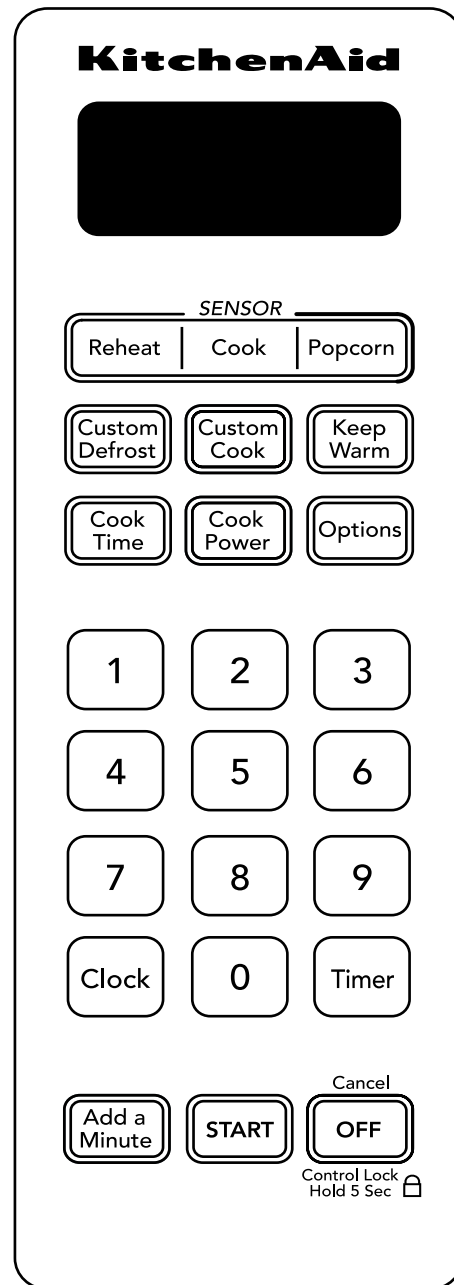 KitchenAid
SENSOR
Reheat Cook Popcorn
Custom Defrost
Custom Cook
Keep Warm
Cook Time
Cook Power
Options
1 2 3
4 5 6
7 8 9
Clock 0 Timer
Cancel
Add a Minute
START
OFF
Control Lock
Hold 5 Sec